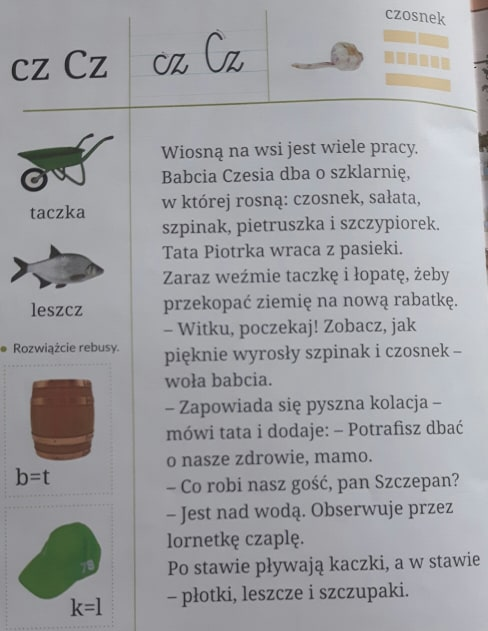 cz Cz
cz Cz
czosnek
taczka
leszcz
Rozwiążcie rebusy.
b=t
79
k=l
Wiosną na wsi jest wiele pracy.
Babcia Czesia dba o szklarnię,
w której rosną: czosnek, sałata,
szpinak, pietruszka i szczypiorek.
Tata Piotrka wraca z pasieki.
Zaraz weźmie taczkę i łopatę, żeby
przekopać ziemię na nową rabatkę.
– Witku, poczekaj! Zobacz, jak
pięknie wyrosły szpinak i czosnek –
woła babcia.
– Zapowiada się pyszna kolacja –
mówi tata i dodaje: – Potrafisz dbać
o nasze zdrowie, mamo.
– Co robi nasz gość, pan Szczepan?
– Jest nad wodą. Obserwuje przez
lornetkę czaplę.
Po stawie pływają kaczki, a w stawie
– płotki, leszcze i szczupaki.